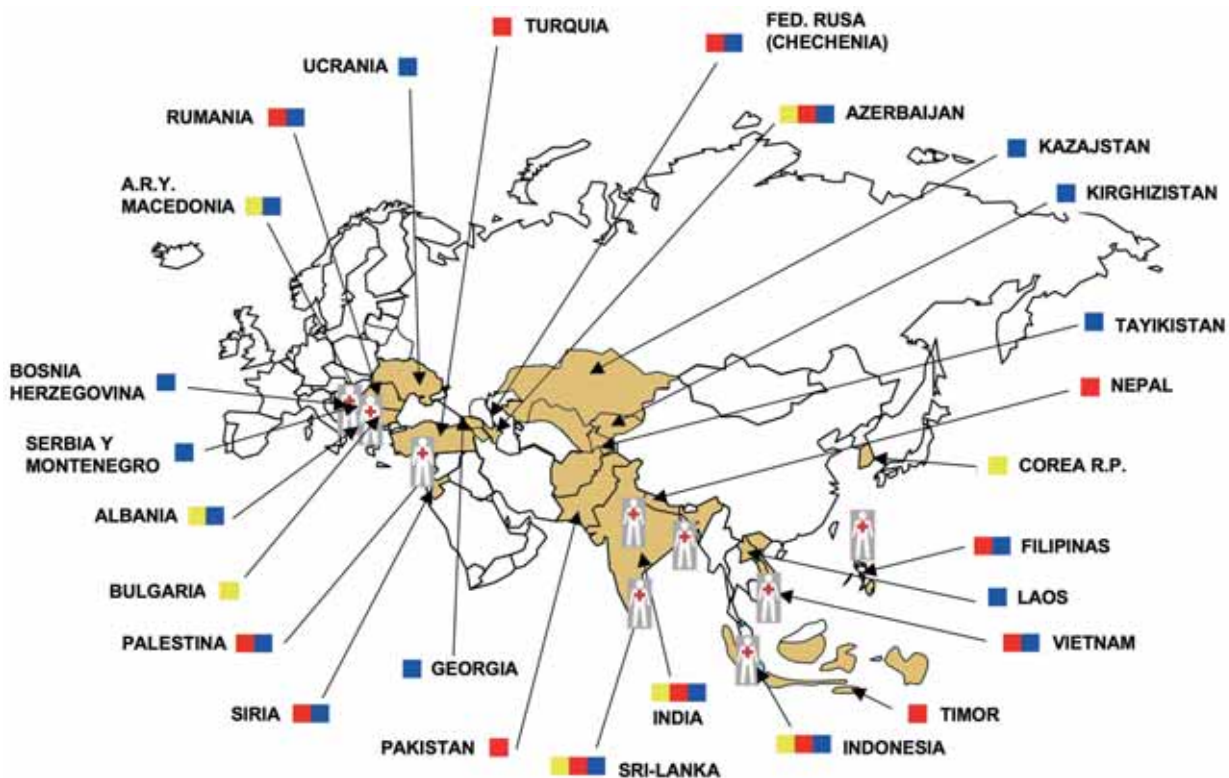 TURQUIA
FED. RUSA
(CHECHENIA)
UCRANIA
RUMANIA
AZERBAIJAN
KAZAJSTAN
A.R.Y.
MACEDONIA
KIRGHIZISTAN
TAYIKISTAN
BOSNIA
HERZEGOVINA
NEPAL
SERBIA Y
MONTENEGRO
COREA R.P.
ALBANIA
FILIPINAS
BULGARIA
LAOS
PALESTINA
VIETNAM
GEORGIA
SIRIA
INDIA
TIMOR
PAKISTAN
SRI-LANKA
INDONESIA